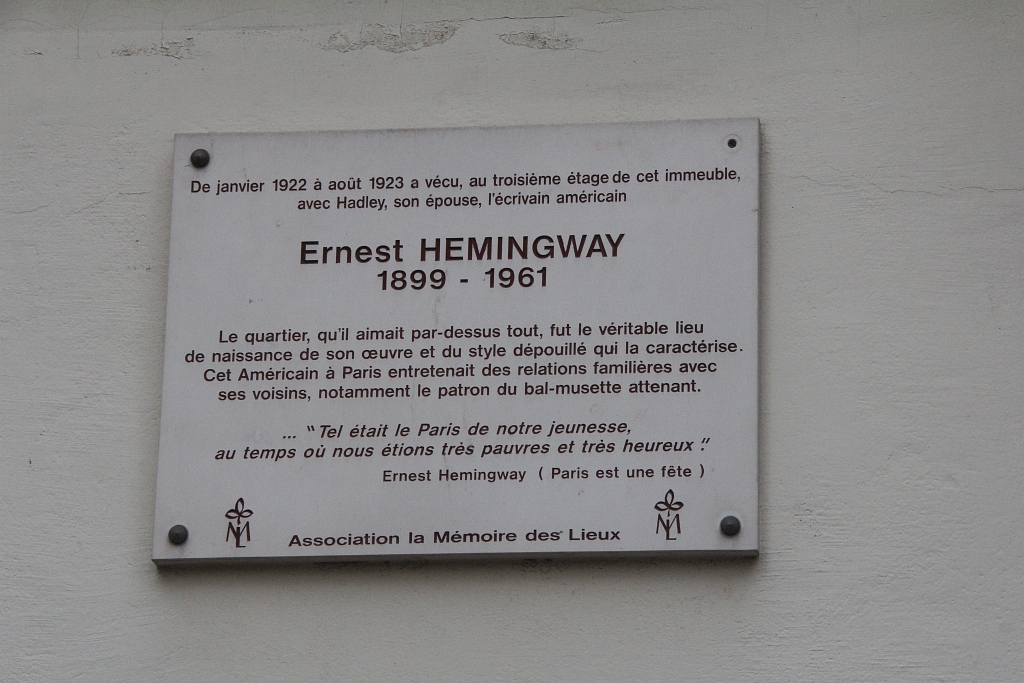 De janvier 1922 à août 1923 a vécu, au troisième étage de cet immeuble,
avec Hadley, son épouse, l'écrivain américain
Ernest HEMINGWAY
1899 - 1961
Le quartier, qu'il aimait par-dessus tout, fut le véritable lieu
de naissance de son œuvre et du style dépouillé qui la caractérise.
Cet Américain à Paris entretenait des relations familières avec
ses voisins, notamment le patron du bal-musette attenant.
... "Tel était le Paris de notre jeunesse,
au temps où nous étions très pauvres et très heureux."
Ernest Hemingway ( Paris est une fête )
Association la Mémoire des Lieux